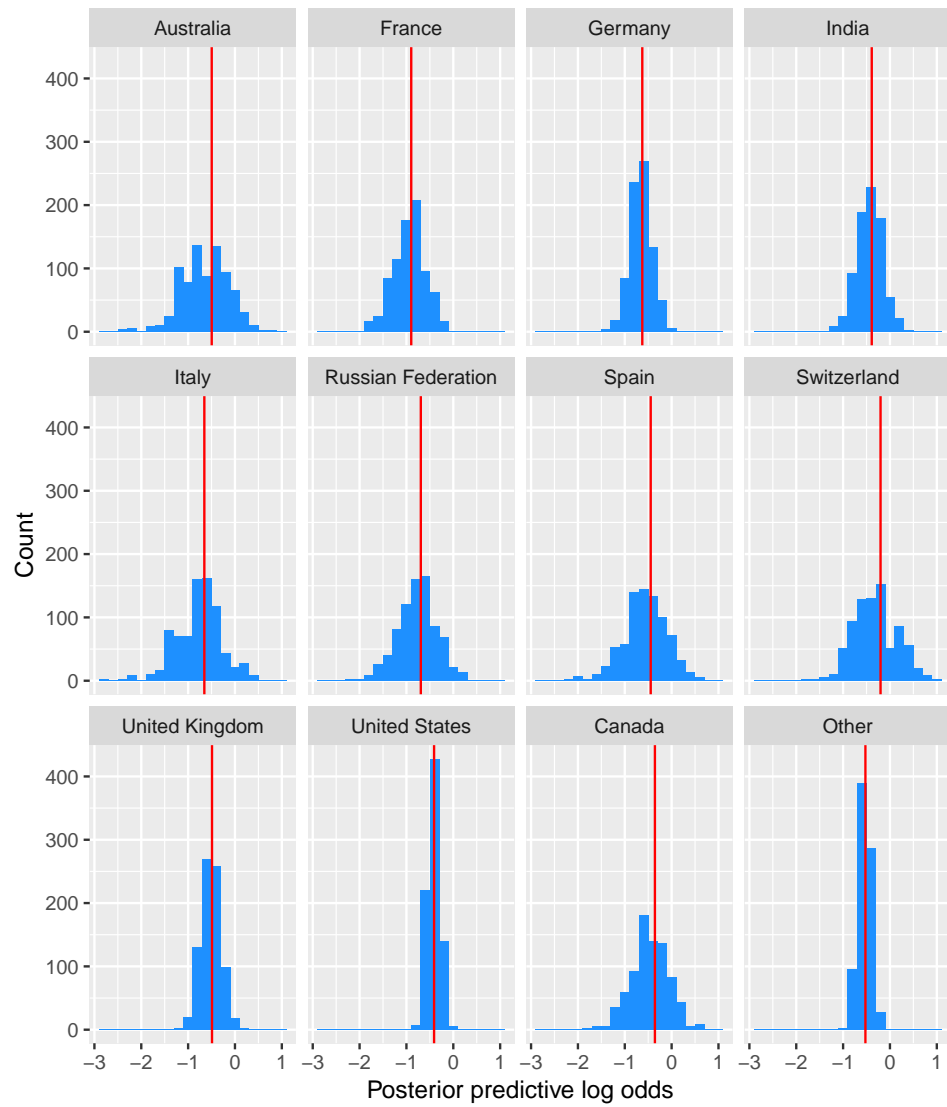 Australia France Germany India
400
300
200
100
0
Italy Russian Federation Spain Switzerland
400
300
200
100
0
United Kingdom United States Canada Other
400
300
200
100
0
−3 −2 −1 0 1 −3 −2 −1 0 1 −3 −2 −1 0 1 −3 −2 −1 0 1
Posterior predictive log odds
Count